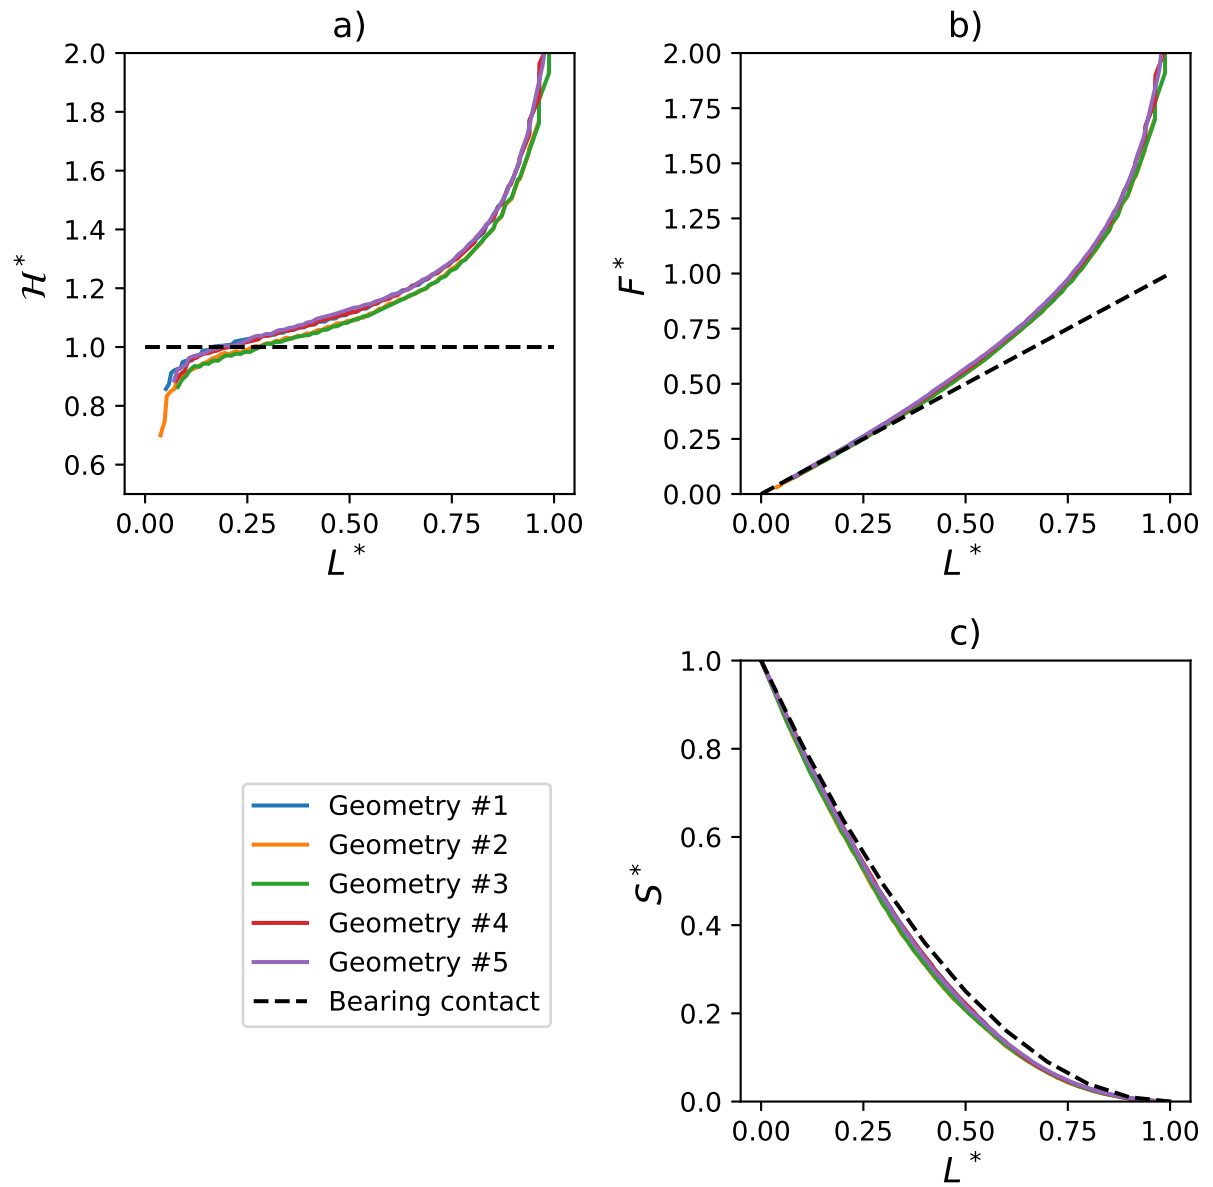 a)
2.0
1.8
1.6
1.4
1.2
1.0
0.8
0.6
ℋ*
0.00 0.25 0.50 0.75 1.00
L*
b)
2.00
1.75
1.50
1.25
1.00
0.75
0.50
0.25
0.00
F*
0.00 0.25 0.50 0.75 1.00
L*
Geometry #1
Geometry #2
Geometry #3
Geometry #4
Geometry #5
Bearing contact
c)
1.0
0.8
0.6
0.4
0.2
0.0
S*
0.00 0.25 0.50 0.75 1.00
L*